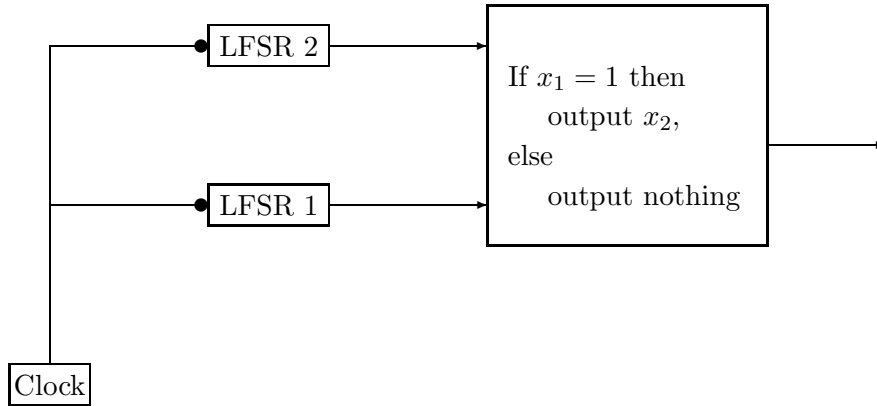 LFSR 2
If x₁ = 1 then
output x₂,
else
output nothing
LFSR 1
Clock